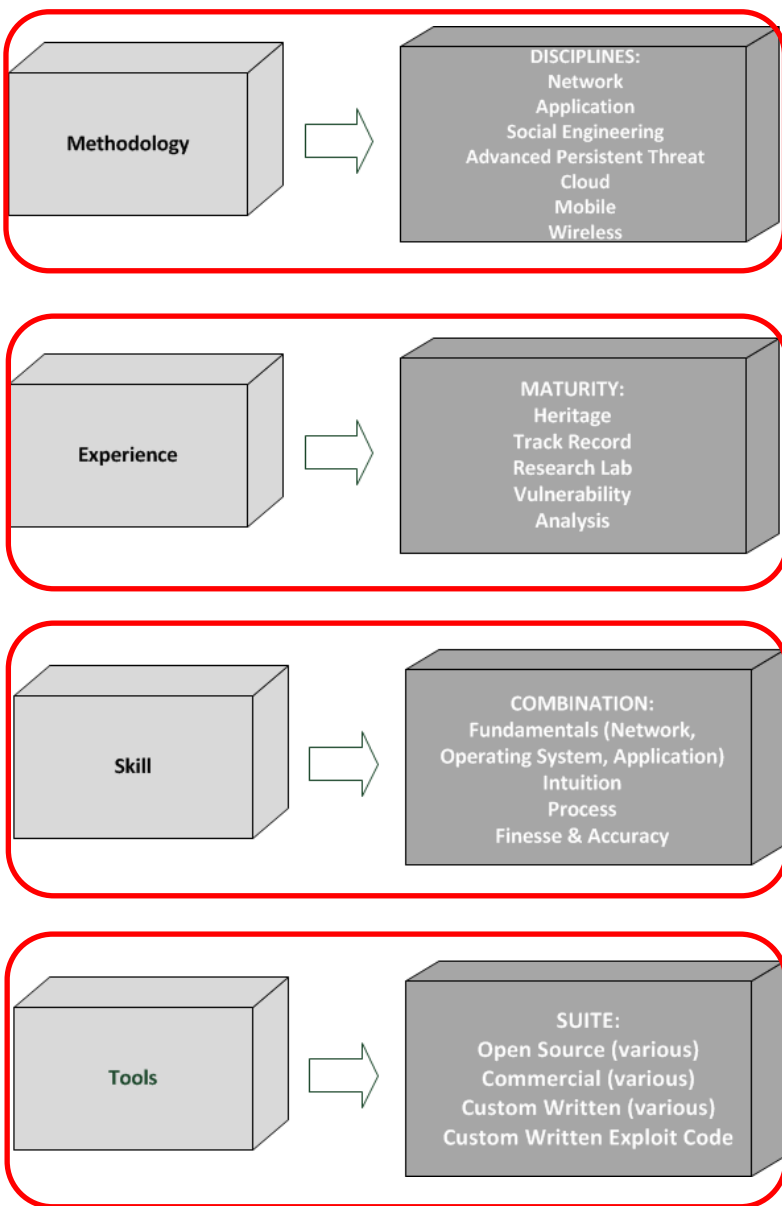 Methodology
DISCIPLINES:
Network
Application
Social Engineering
Advanced Persistent Threat
Cloud
Mobile
Wireless
Experience
MATURITY:
Heritage
Track Record
Research Lab
Vulnerability
Analysis
Skill
COMBINATION:
Fundamentals (Network,
Operating System, Application)
Intuition
Process
Finesse & Accuracy
Tools
SUITE:
Open Source (various)
Commercial (various)
Custom Written (various)
Custom Written Exploit Code